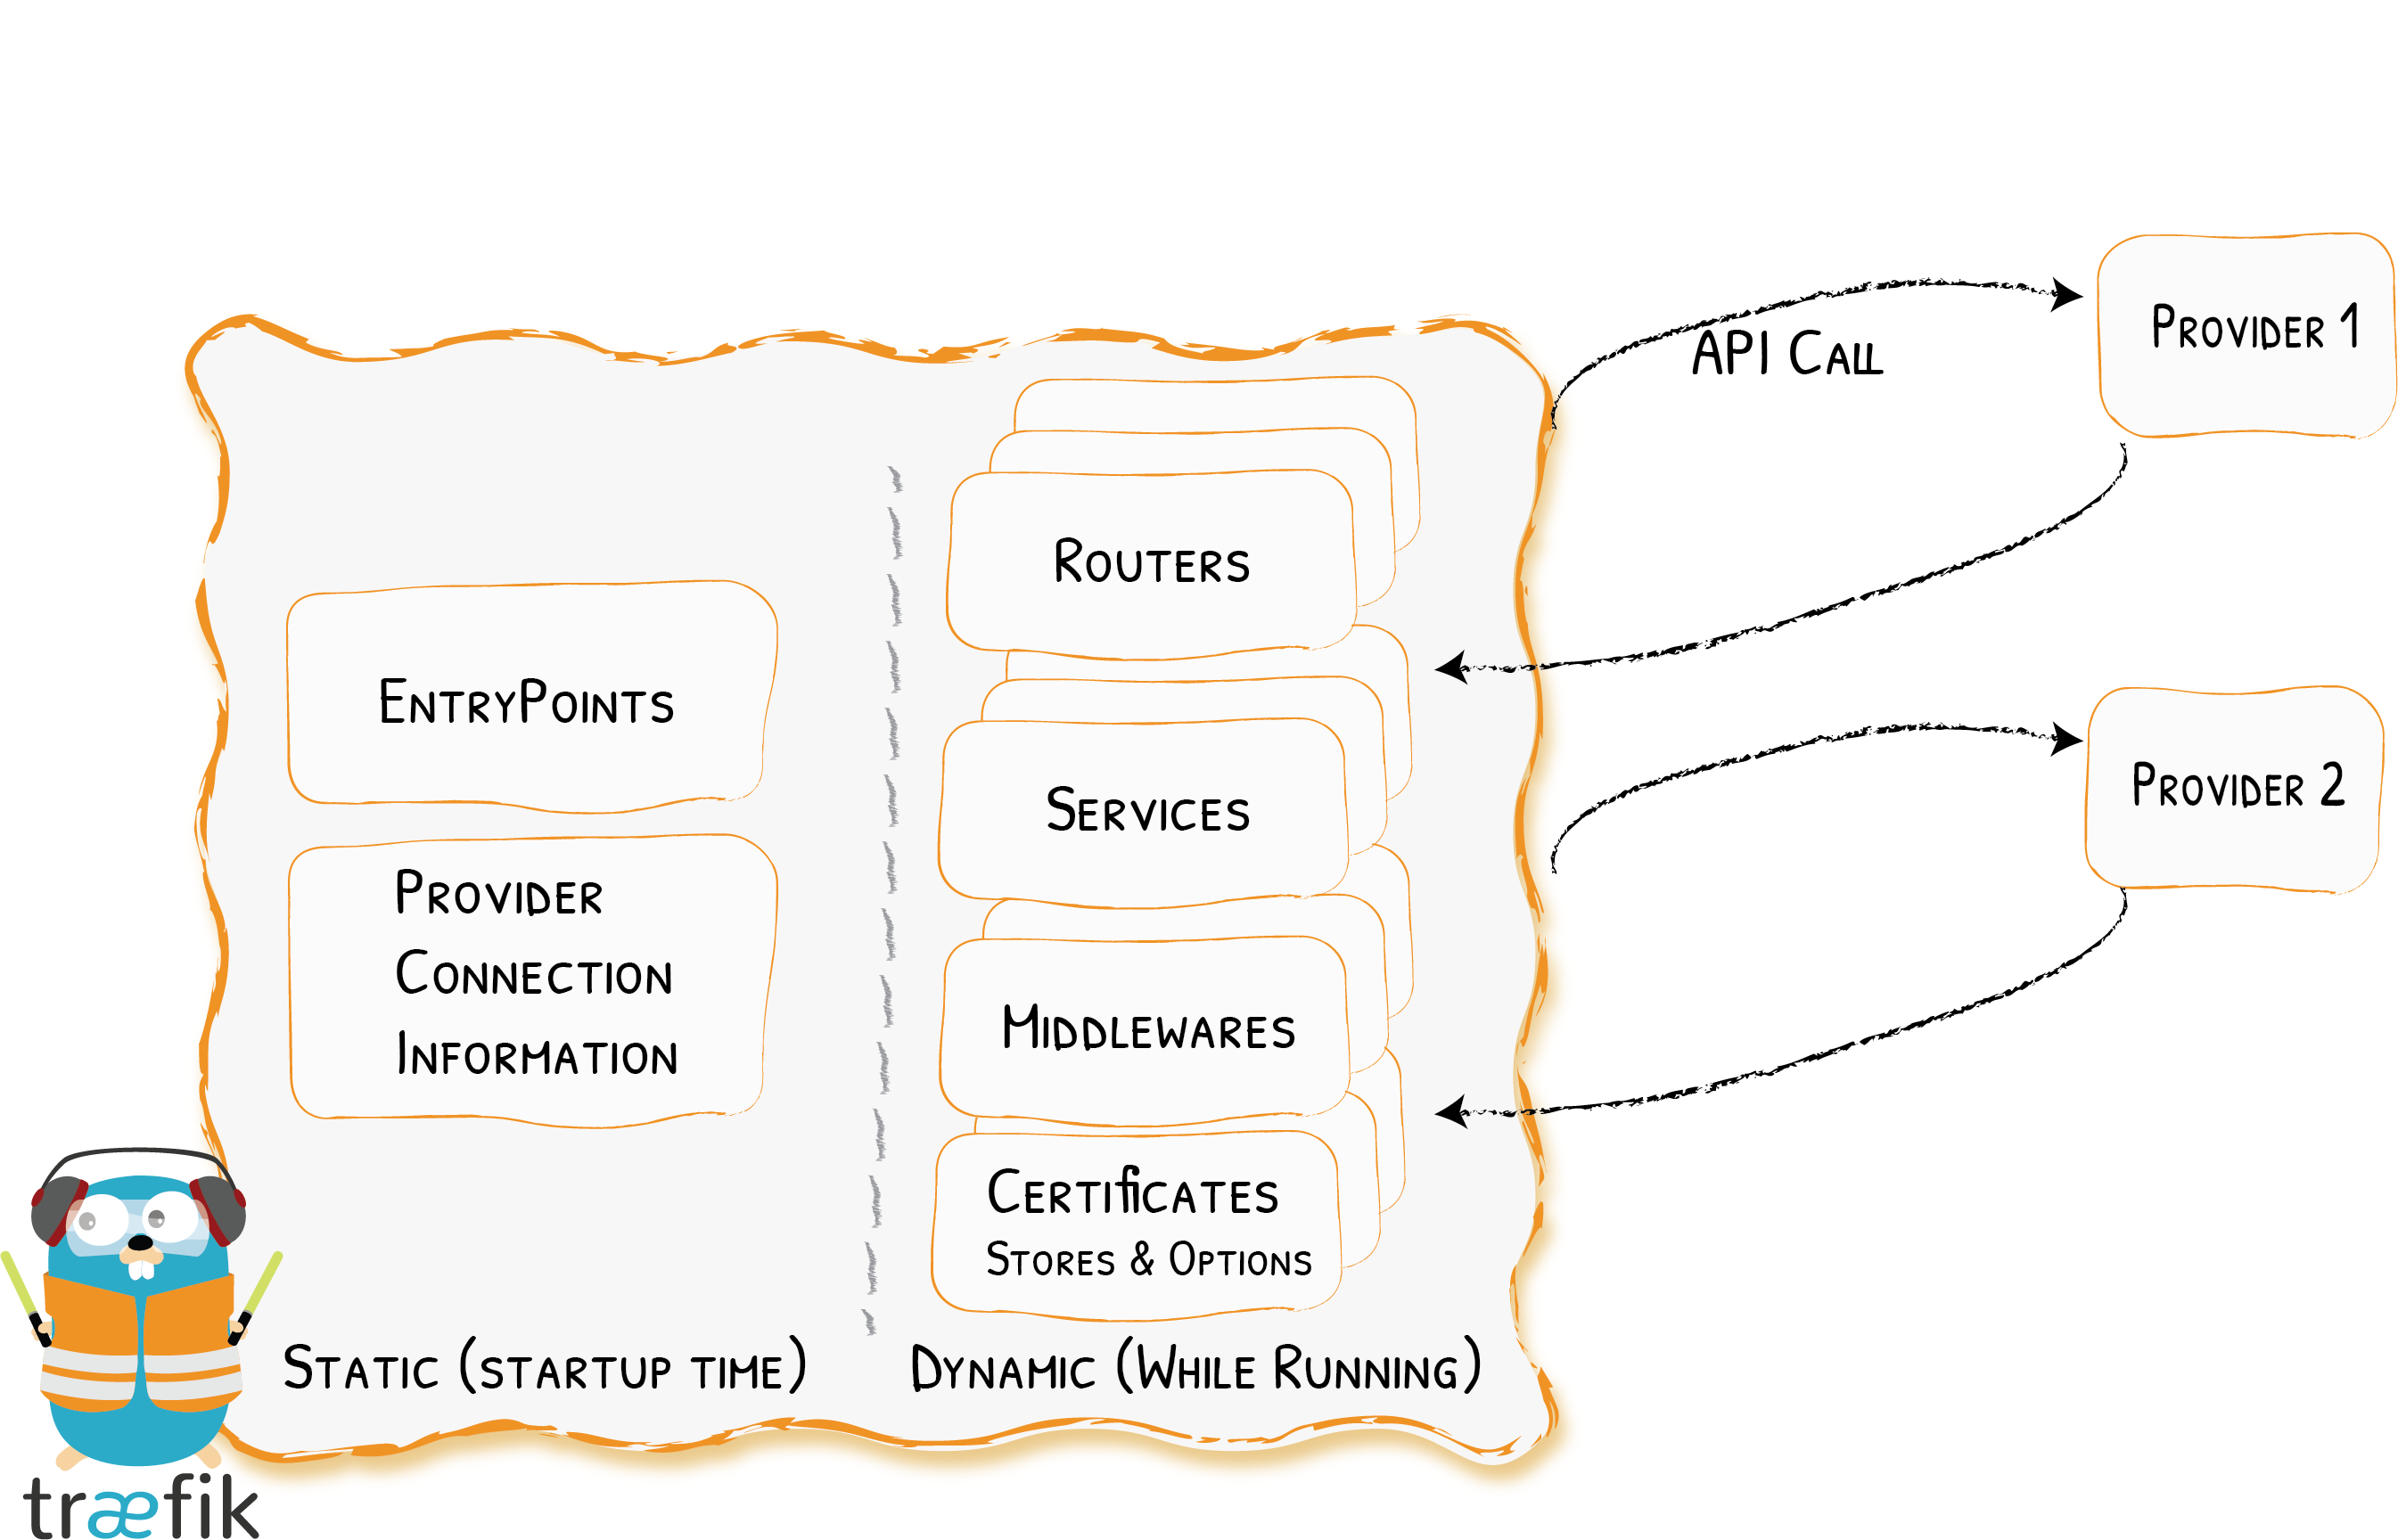 EntryPoints
Provider
Connection
Information
Static (startup time)
Routers
Services
Middlewares
Certificates
Stores & Options
Dynamic (While Running)
API Call
Provider 1
Provider 2
træfik